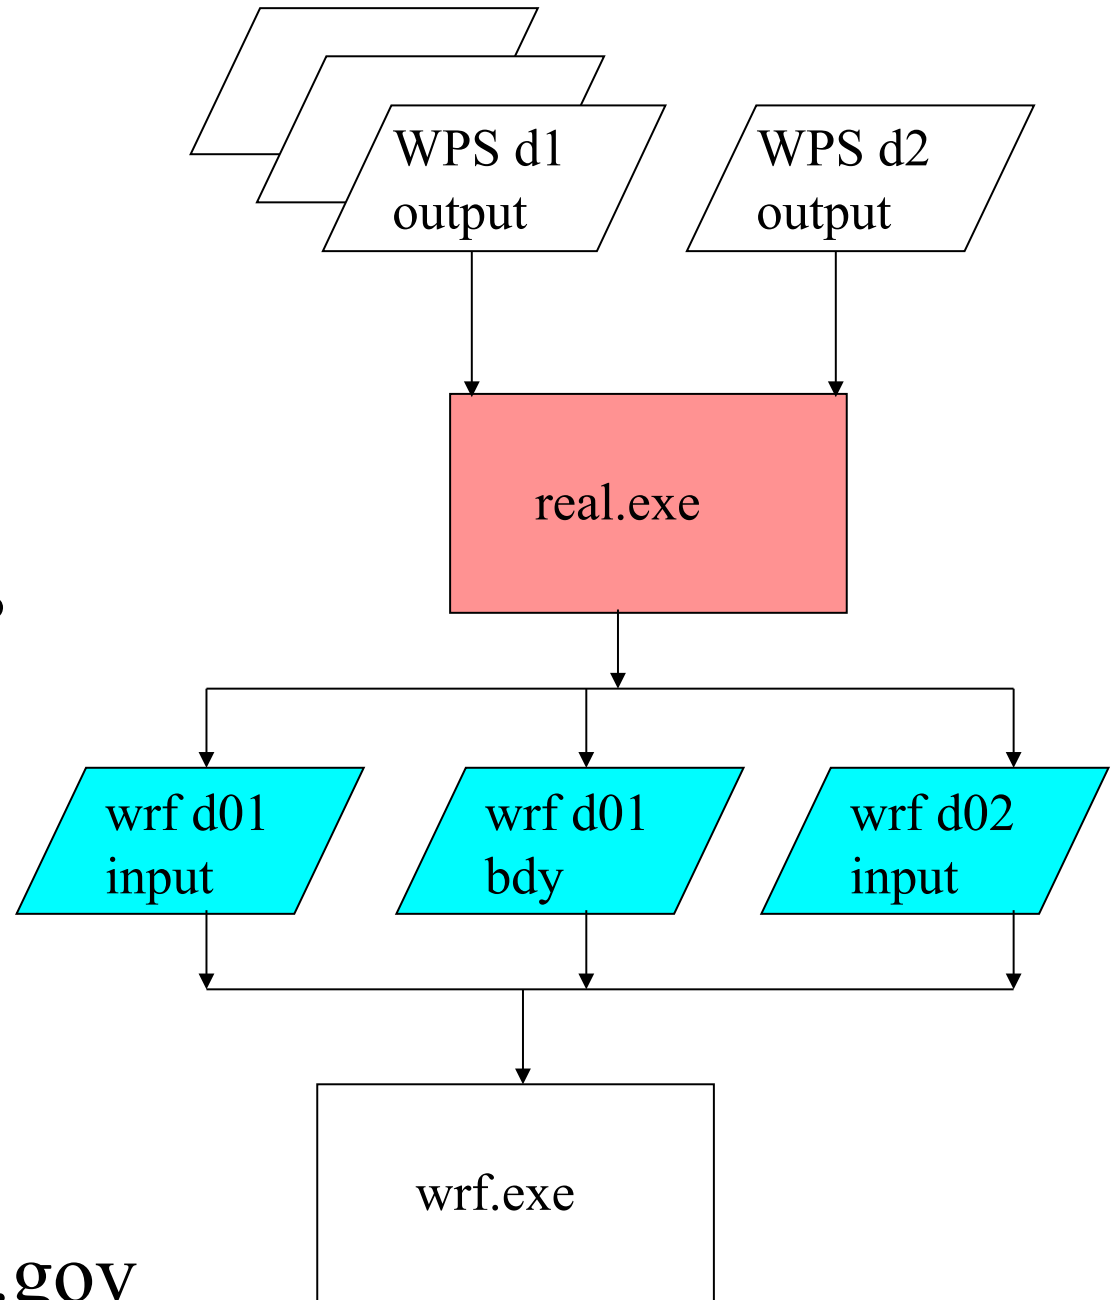 WPS d1
output
WPS d2
output
real.exe
wrf d01
input
wrf d01
bdy
wrf d02
input
wrf.exe
.gov